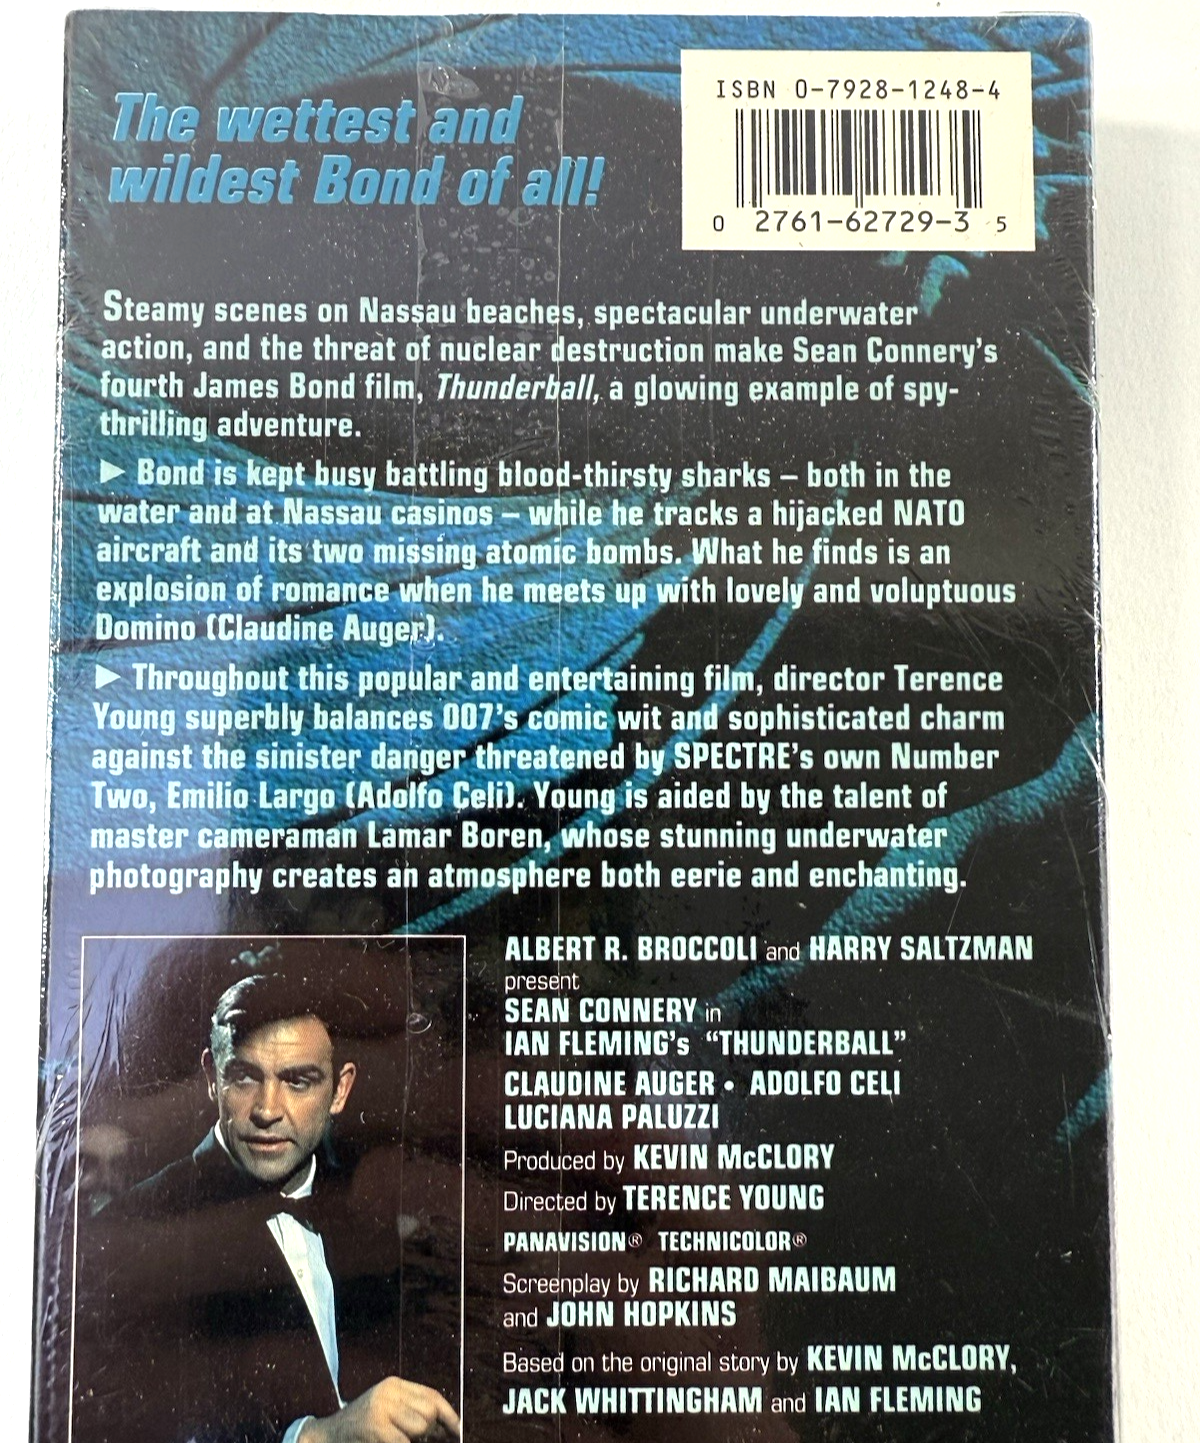 The wettest and
wildest Bond of all!
ISBN 0-7928-1248-4
0 2761-62729-3 5
Steamy scenes on Nassau beaches, spectacular underwater
action, and the threat of nuclear destruction make Sean Connery's
fourth James Bond film, Thunderball, a glowing example of spy-
thrilling adventure.
► Bond is kept busy battling blood-thirsty sharks – both in the
water and at Nassau casinos – while he tracks a hijacked NATO
aircraft and its two missing atomic bombs. What he finds is an
explosion of romance when he meets up with lovely and voluptuous
Domino (Claudine Auger).
► Throughout this popular and entertaining film, director Terence
Young superbly balances 007's comic wit and sophisticated charm
against the sinister danger threatened by SPECTRE's own Number
Two, Emilio Largo (Adolfo Celi). Young is aided by the talent of
master cameraman Lamar Boren, whose stunning underwater
photography creates an atmosphere both eerie and enchanting.
ALBERT R. BROCCOLI and HARRY SALTZMAN
present
SEAN CONNERY in
IAN FLEMING's "THUNDERBALL"
CLAUDINE AUGER • ADOLFO CELI
LUCIANA PALUZZI
Produced by KEVIN McCLORY
Directed by TERENCE YOUNG
PANAVISION® TECHNICOLOR®
Screenplay by RICHARD MAIBAUM
and JOHN HOPKINS
Based on the original story by KEVIN McCLORY,
JACK WHITTINGHAM and IAN FLEMING